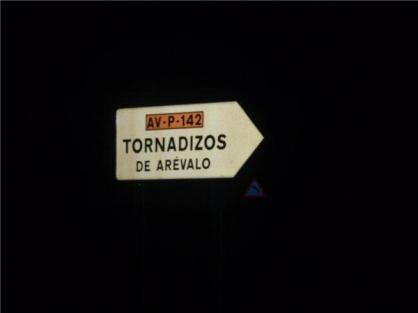 AV-P-142
TORNADIZOS
DE ARÉVALO